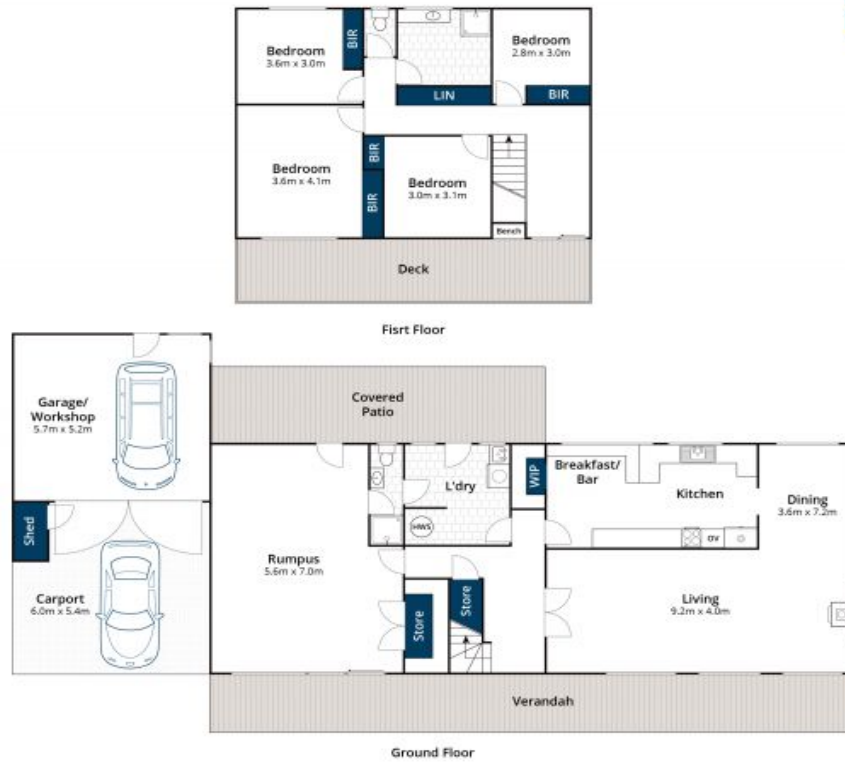 Bedroom
3.6m x 3.0m
BIR
Bedroom
2.8m x 3.0m
LIN
BIR
Bedroom
3.6m x 4.1m
BIR
BIR
Bedroom
3.0m x 3.1m
Bench
Deck
Fisrt Floor
Garage/
Workshop
5.7m x 5.2m
Covered
Patio
Shed
Carport
6.0m x 5.4m
Rumpus
5.6m x 7.0m
L'dry
HWS
WIP
Breakfast/
Bar
Kitchen
OV
Dining
3.6m x 7.2m
Store
Store
Living
9.2m x 4.0m
Verandah
Ground Floor